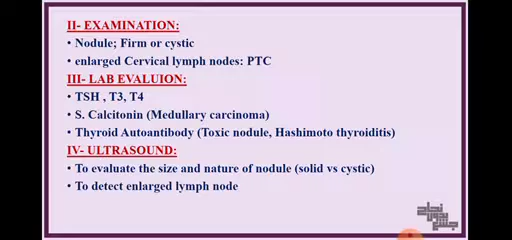 II- EXAMINATION:
• Nodule; Firm or cystic
• enlarged Cervical lymph nodes: PTC
III- LAB EVALUION:
• TSH , T3, T4
• S. Calcitonin (Medullary carcinoma)
• Thyroid Autoantibody (Toxic nodule, Hashimoto thyroiditis)
IV- ULTRASOUND:
• To evaluate the size and nature of nodule (solid vs cystic)
• To detect enlarged lymph node